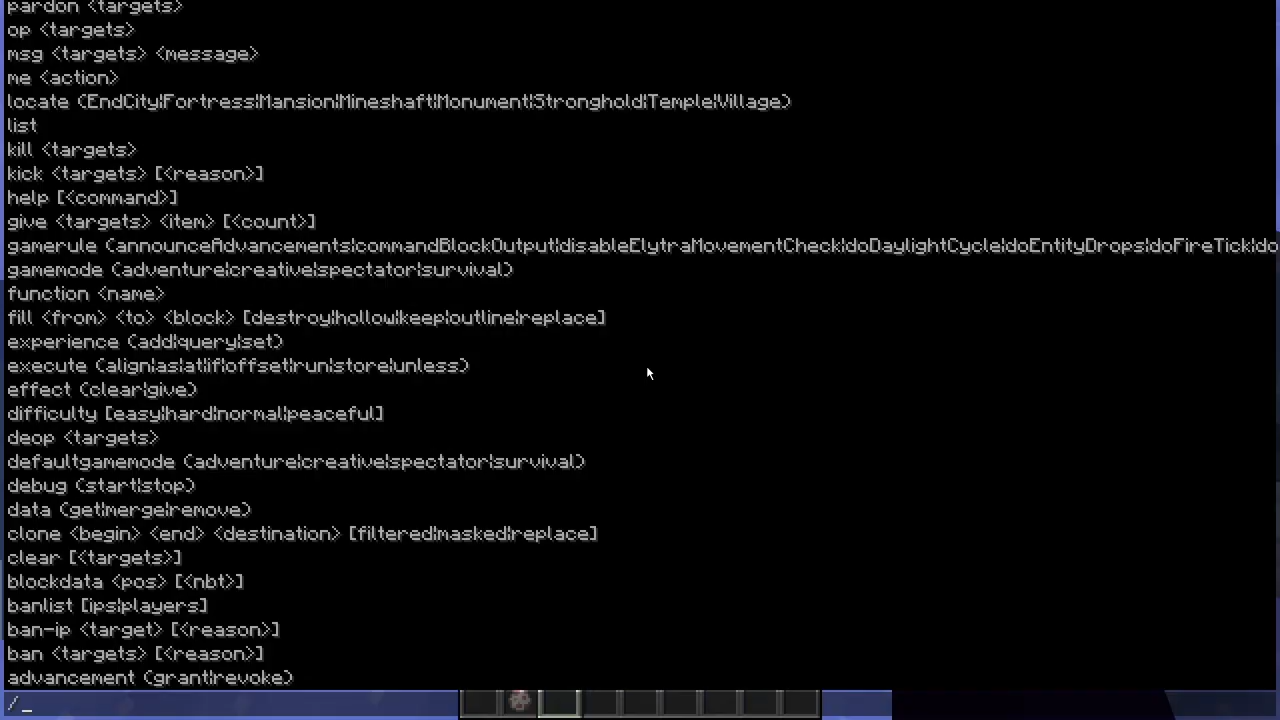 pardon <targets>
op <targets>
msg <targets> <message>
me <action>
locate (EndCity|Fortress|Mansion|Mineshaft|Monument|Stronghold|Temple|Village)
list
kill <targets>
kick <targets> [<reason>]
help [<command>]
give <targets> <item> [<count>]
gamerule (announceAdvancements|commandBlockOutput|disableElytraMovementCheck|doDaylightCycle|doEntityDrops|doFireTick|do
gamemode (adventure|creative|spectator|survival)
function <name>
fill <from> <to> <block> [destroy|hollow|keep|outline|replace]
experience (add|query|set)
execute (align|as|at|if|offset|run|store|unless)
effect (clear|give)
difficulty [easy|hard|normal|peaceful]
deop <targets>
defaultgamemode (adventure|creative|spectator|survival)
debug (start|stop)
data (get|merge|remove)
clone <begin> <end> <destination> [filtered|masked|replace]
clear [<targets>]
blockdata <pos> [<nbt>]
banlist [ips|players]
ban-ip <target> [<reason>]
ban <targets> [<reason>]
advancement (grant|revoke)
/_